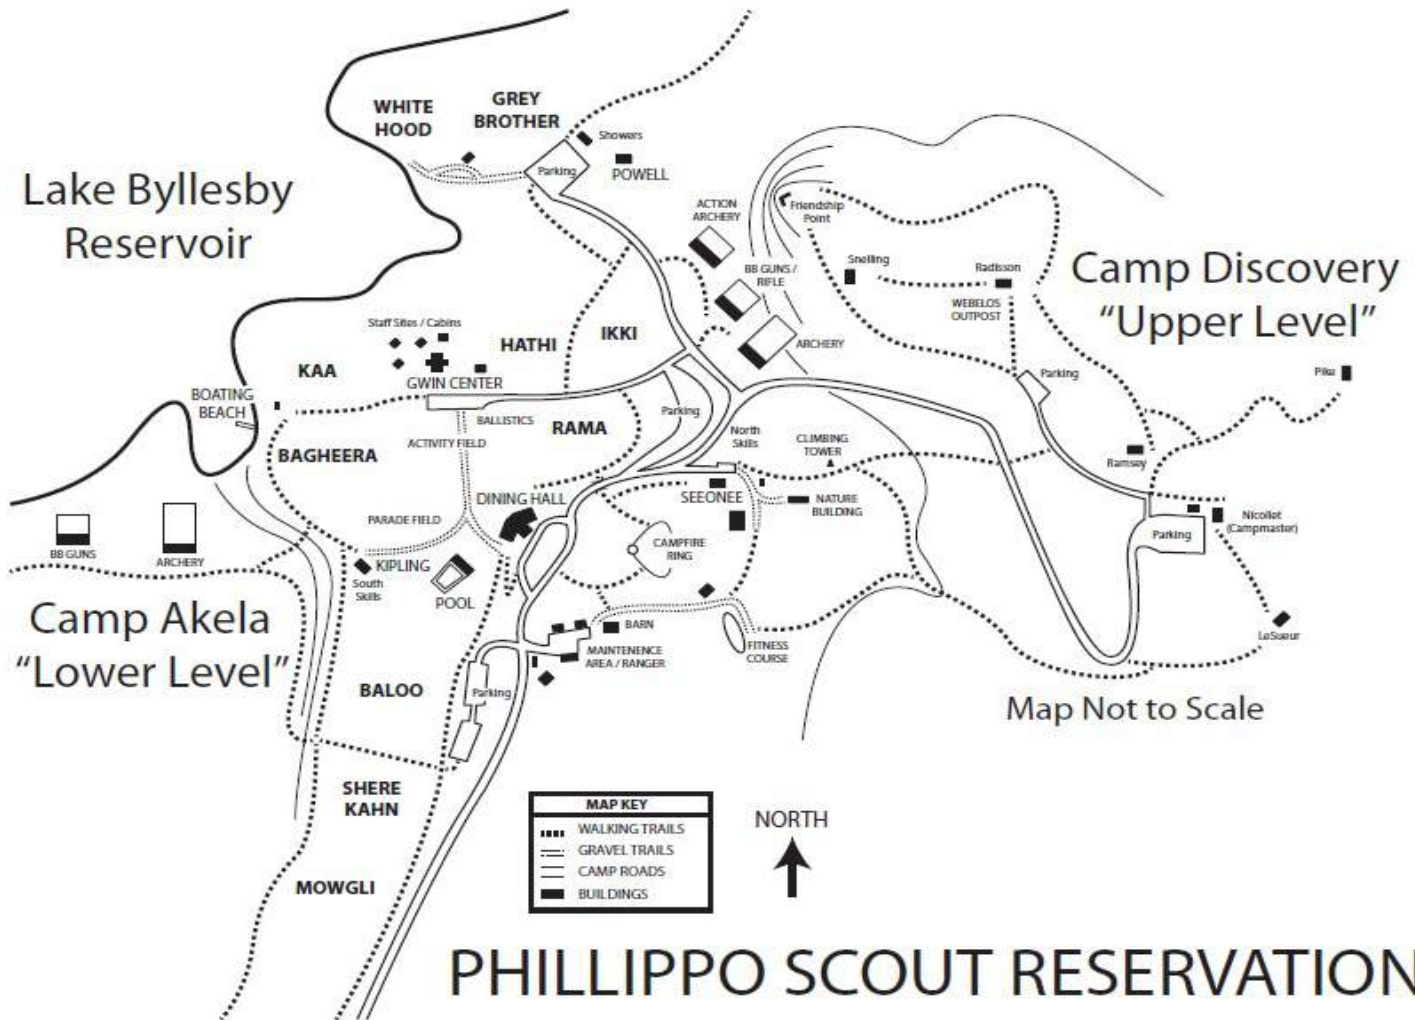 WHITE
HOOD
GREY
BROTHER
Showers
Parking
POWELL
Lake Byllesby
Reservoir
ACTION
ARCHERY
Friendship
Point
BB GUNS /
RIFLE
Snelling
Radisson
WEBELOS
OUTPOST
Camp Discovery
"Upper Level"
Staff Sites / Cabins
HATHI
IKKI
ARCHERY
KAA
GWIN CENTER
Parking
Pike
BOATING
BEACH
BALLISTICS
RAMA
Parking
ACTIVITY FIELD
North
Skills
CLIMBING
TOWER
BAGHEERA
Ramsey
DINING HALL
SEEONEE
NATURE
BUILDING
PARADE FIELD
Nicollet
(Campmaster)
Parking
BB GUNS
ARCHERY
CAMPFIRE
RING
KIPLING
South
Skills
POOL
Camp Akela
"Lower Level"
BARN
LeSueur
MAINTENENCE
AREA / RANGER
FITNESS
COURSE
BALOO
Parking
Map Not to Scale
SHERE
KAHN
MAP KEY
WALKING TRAILS
GRAVEL TRAILS
CAMP ROADS
BUILDINGS
NORTH
MOWGLI
PHILLIPPO SCOUT RESERVATION